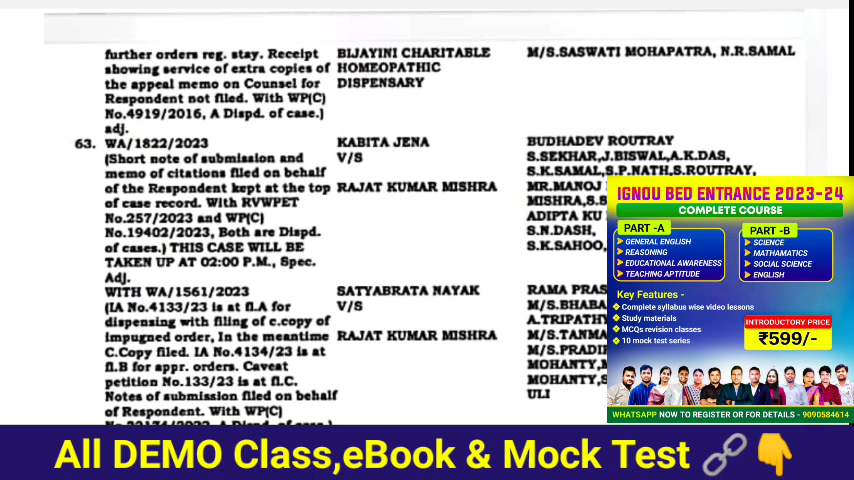 further orders reg. stay. Receipt
showing service of extra copies of
the appeal memo on Counsel for
Respondent not filed. With WP(C)
No.4919/2016, A Dispd. of case.)
adj.
BIJAYINI CHARITABLE
HOMEOPATHIC
DISPENSARY
M/S.SASWATI MOHAPATRA, N.R.SAMAL
63. WA/1822/2023
(Short note of submission and
memo of citations filed on behalf
of the Respondent kept at the top
of case record. With RVWPET
No.257/2023 and WP(C)
No.19402/2023, Both are Dispd.
of cases.) THIS CASE WILL BE
TAKEN UP AT 02:00 P.M., Spec.
Adj.
KABITA JENA
V/S
RAJAT KUMAR MISHRA
BUDHADEV ROUTRAY
S.SEKHAR,J.BISWAL,A.K.DAS,
S.K.SAMAL,S.P.NATH,S.ROUTRAY,
MR.MANOJ
MISHRA,S.S
ADIPTA KU
S.N.DASH,
S.K.SAHOO,
WITH WA/1561/2023
(IA No.4133/23 is at fl.A for
dispensing with filing of c.copy of
impugned order, In the meantime
C.Copy filed. IA No.4134/23 is at
fl.B for appr. orders. Caveat
petition No.133/23 is at fl.C.
Notes of submission filed on behalf
of Respondent. With WP(C)
SATYABRATA NAYAK
V/S
RAJAT KUMAR MISHRA
RAMA PRAS
M/S.BHABA
A.TRIPATHY
M/S.TANMA
M/S.PRADI
MOHANTY,M
MOHANTY,S
ULI
IGNOU BED ENTRANCE 2023-24
COMPLETE COURSE
PART -A
GENERAL ENGLISH
REASONING
EDUCATIONAL AWARENESS
TEACHING APTITUDE
PART -B
SCIENCE
MATHAMATICS
SOCIAL SCIENCE
ENGLISH
Key Features -
Complete syllabus wise video lessons
Study materials
MCQs revision classes
10 mock test series
INTRODUCTORY PRICE
₹599/-
WHATSAPP NOW TO REGISTER OR FOR DETAILS - 9090584614
All DEMO Class,eBook & Mock Test